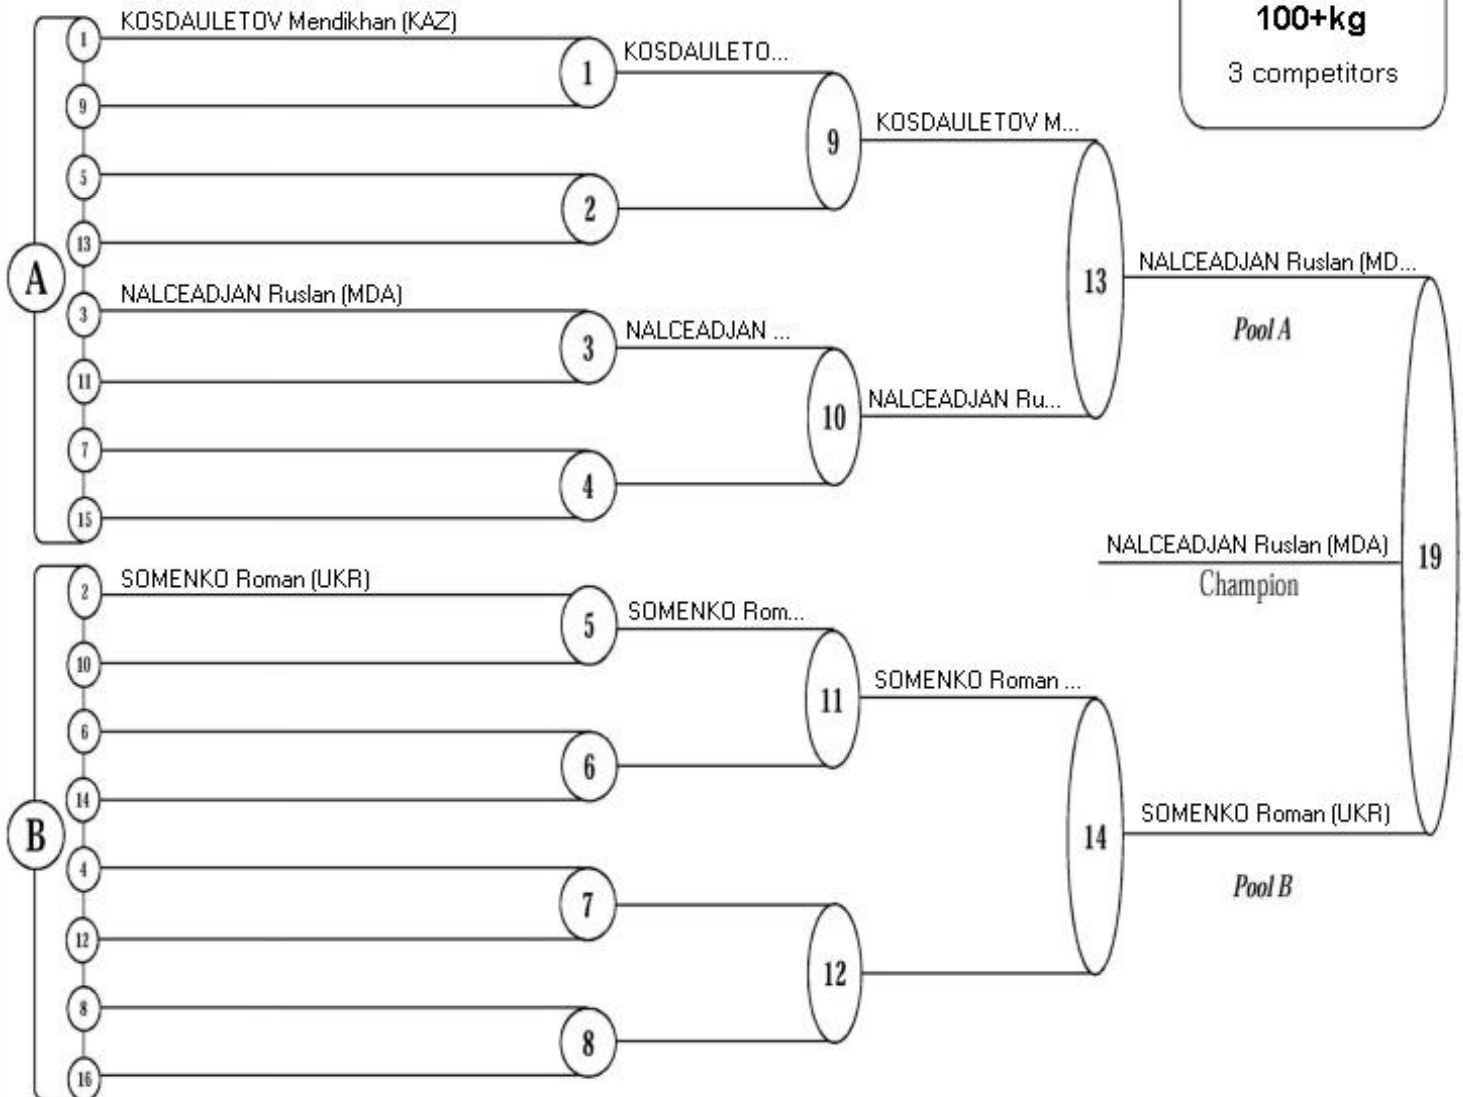 100+kg
3 competitors
KOSDAULETOV Mendikhan (KAZ)
1
9
5
13
A
NALCEADJAN Ruslan (MDA)
3
11
7
15
SOMENKO Roman (UKR)
2
10
6
14
B
4
12
8
16
1
2
3
4
5
6
7
8
KOSDAULETO...
NALCEADJAN ...
SOMENKO Rom...
9
10
11
12
KOSDAULETOV M...
NALCEADJAN Ru...
SOMENKO Roman ...
13
14
NALCEADJAN Ruslan (MD...
Pool A
NALCEADJAN Ruslan (MDA)
Champion
19
SOMENKO Roman (UKR)
Pool B